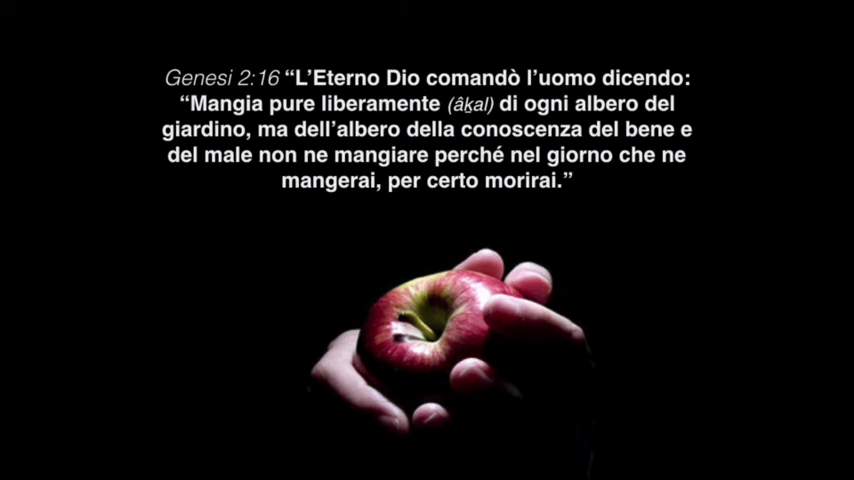 Genesi 2:16 “L’Eterno Dio comandò l’uomo dicendo:
“Mangia pure liberamente (âḵal) di ogni albero del
giardino, ma dell’albero della conoscenza del bene e
del male non ne mangiare perché nel giorno che ne
mangerai, per certo morirai.”